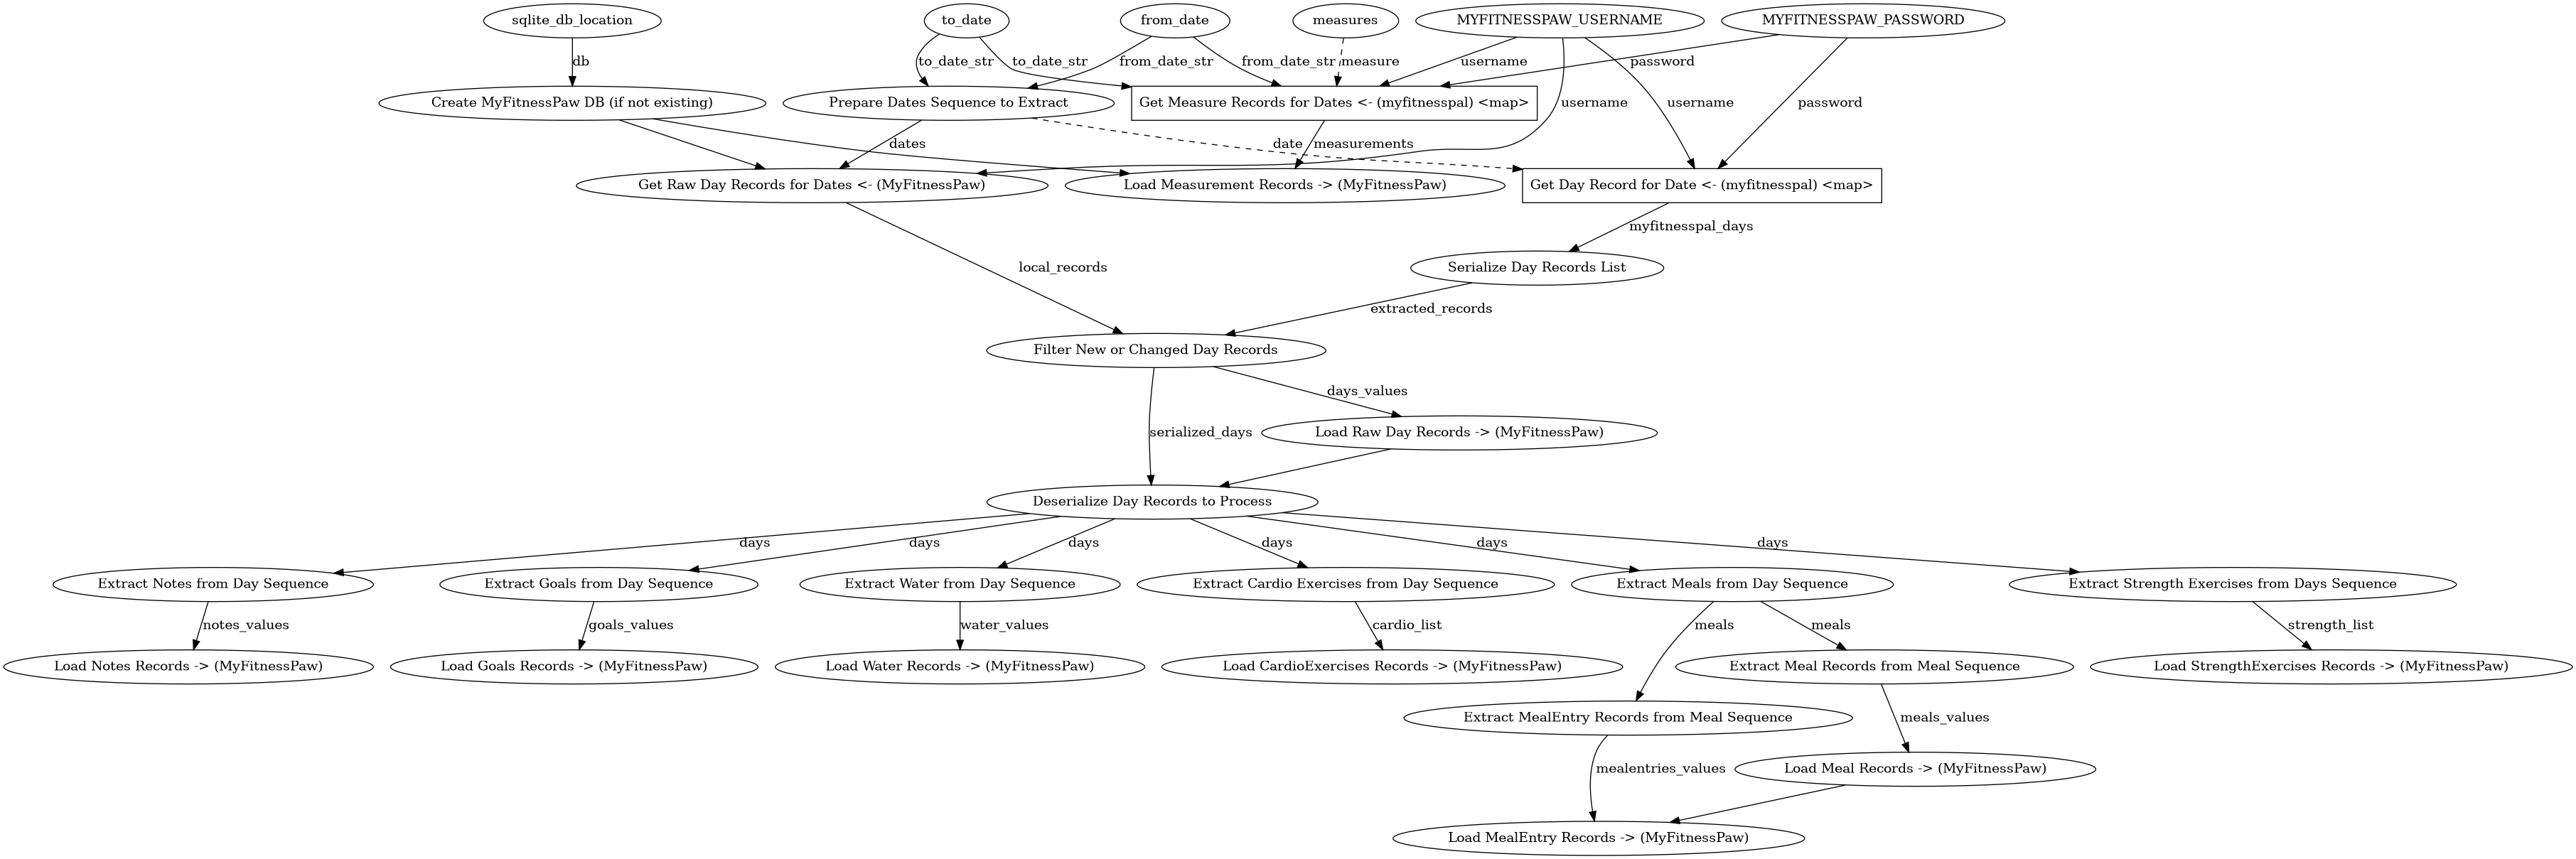 sqlite_db_location
to_date
from_date
measures
MYFITNESSPAW_USERNAME
MYFITNESSPAW_PASSWORD
db
to_date_str
to_date_str
from_date_str
from_date_str
measure
username
password
Create MyFitnessPaw DB (if not existing)
Prepare Dates Sequence to Extract
Get Measure Records for Dates <- (myfitnesspal) <map>
username
username
password
dates
date
measurements
Get Raw Day Records for Dates <- (MyFitnessPaw)
Load Measurement Records -> (MyFitnessPaw)
Get Day Record for Date <- (myfitnesspal) <map>
myfitnesspal_days
local_records
Serialize Day Records List
extracted_records
Filter New or Changed Day Records
days_values
serialized_days
Load Raw Day Records -> (MyFitnessPaw)
Deserialize Day Records to Process
days
days
days
days
days
days
Extract Notes from Day Sequence
Extract Goals from Day Sequence
Extract Water from Day Sequence
Extract Cardio Exercises from Day Sequence
Extract Meals from Day Sequence
Extract Strength Exercises from Days Sequence
notes_values
goals_values
water_values
cardio_list
meals
meals
strength_list
Load Notes Records -> (MyFitnessPaw)
Load Goals Records -> (MyFitnessPaw)
Load Water Records -> (MyFitnessPaw)
Load CardioExercises Records -> (MyFitnessPaw)
Extract Meal Records from Meal Sequence
Load StrengthExercises Records -> (MyFitnessPaw)
Extract MealEntry Records from Meal Sequence
meals_values
mealentries_values
Load Meal Records -> (MyFitnessPaw)
Load MealEntry Records -> (MyFitnessPaw)